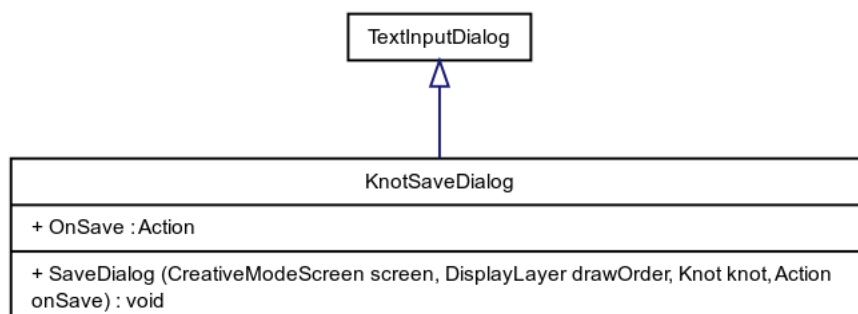 TextInputDialog
KnotSaveDialog
+ OnSave : Action
+ SaveDialog (CreativeModeScreen screen, DisplayLayer drawOrder, Knot knot, Action
onSave) : void